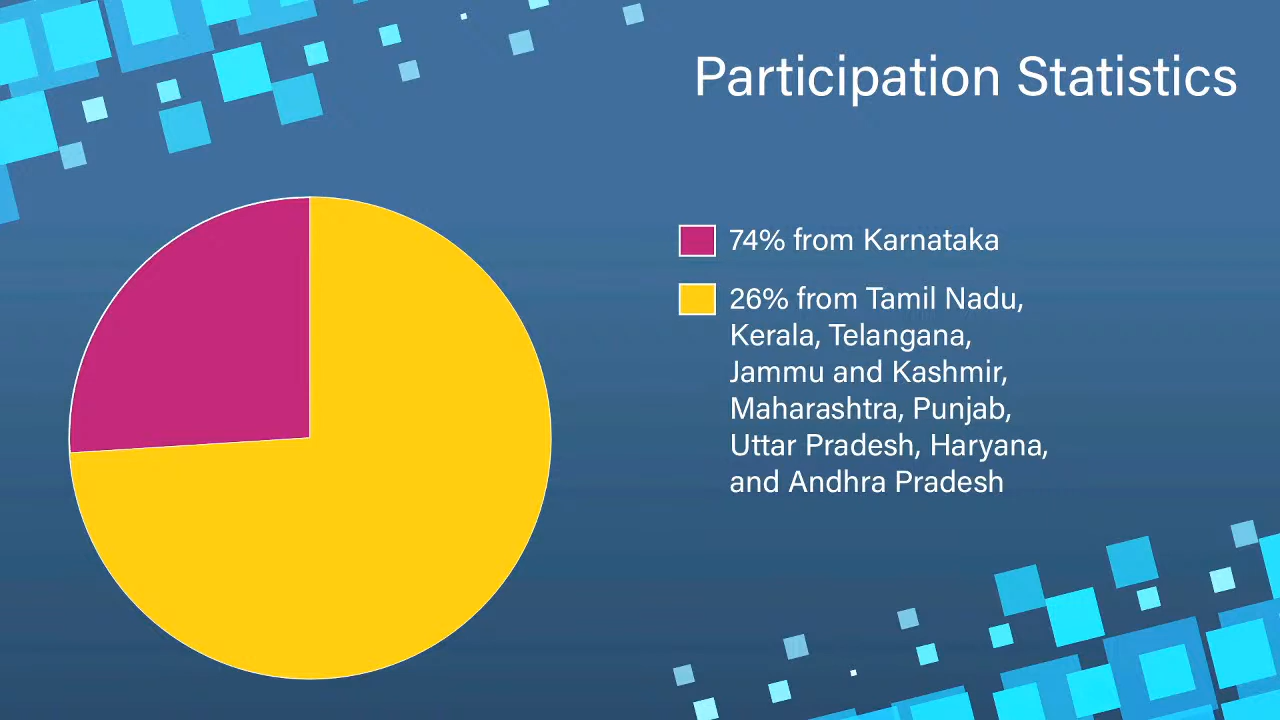 Participation Statistics
74% from Karnataka
26% from Tamil Nadu,
Kerala, Telangana,
Jammu and Kashmir,
Maharashtra, Punjab,
Uttar Pradesh, Haryana,
and Andhra Pradesh